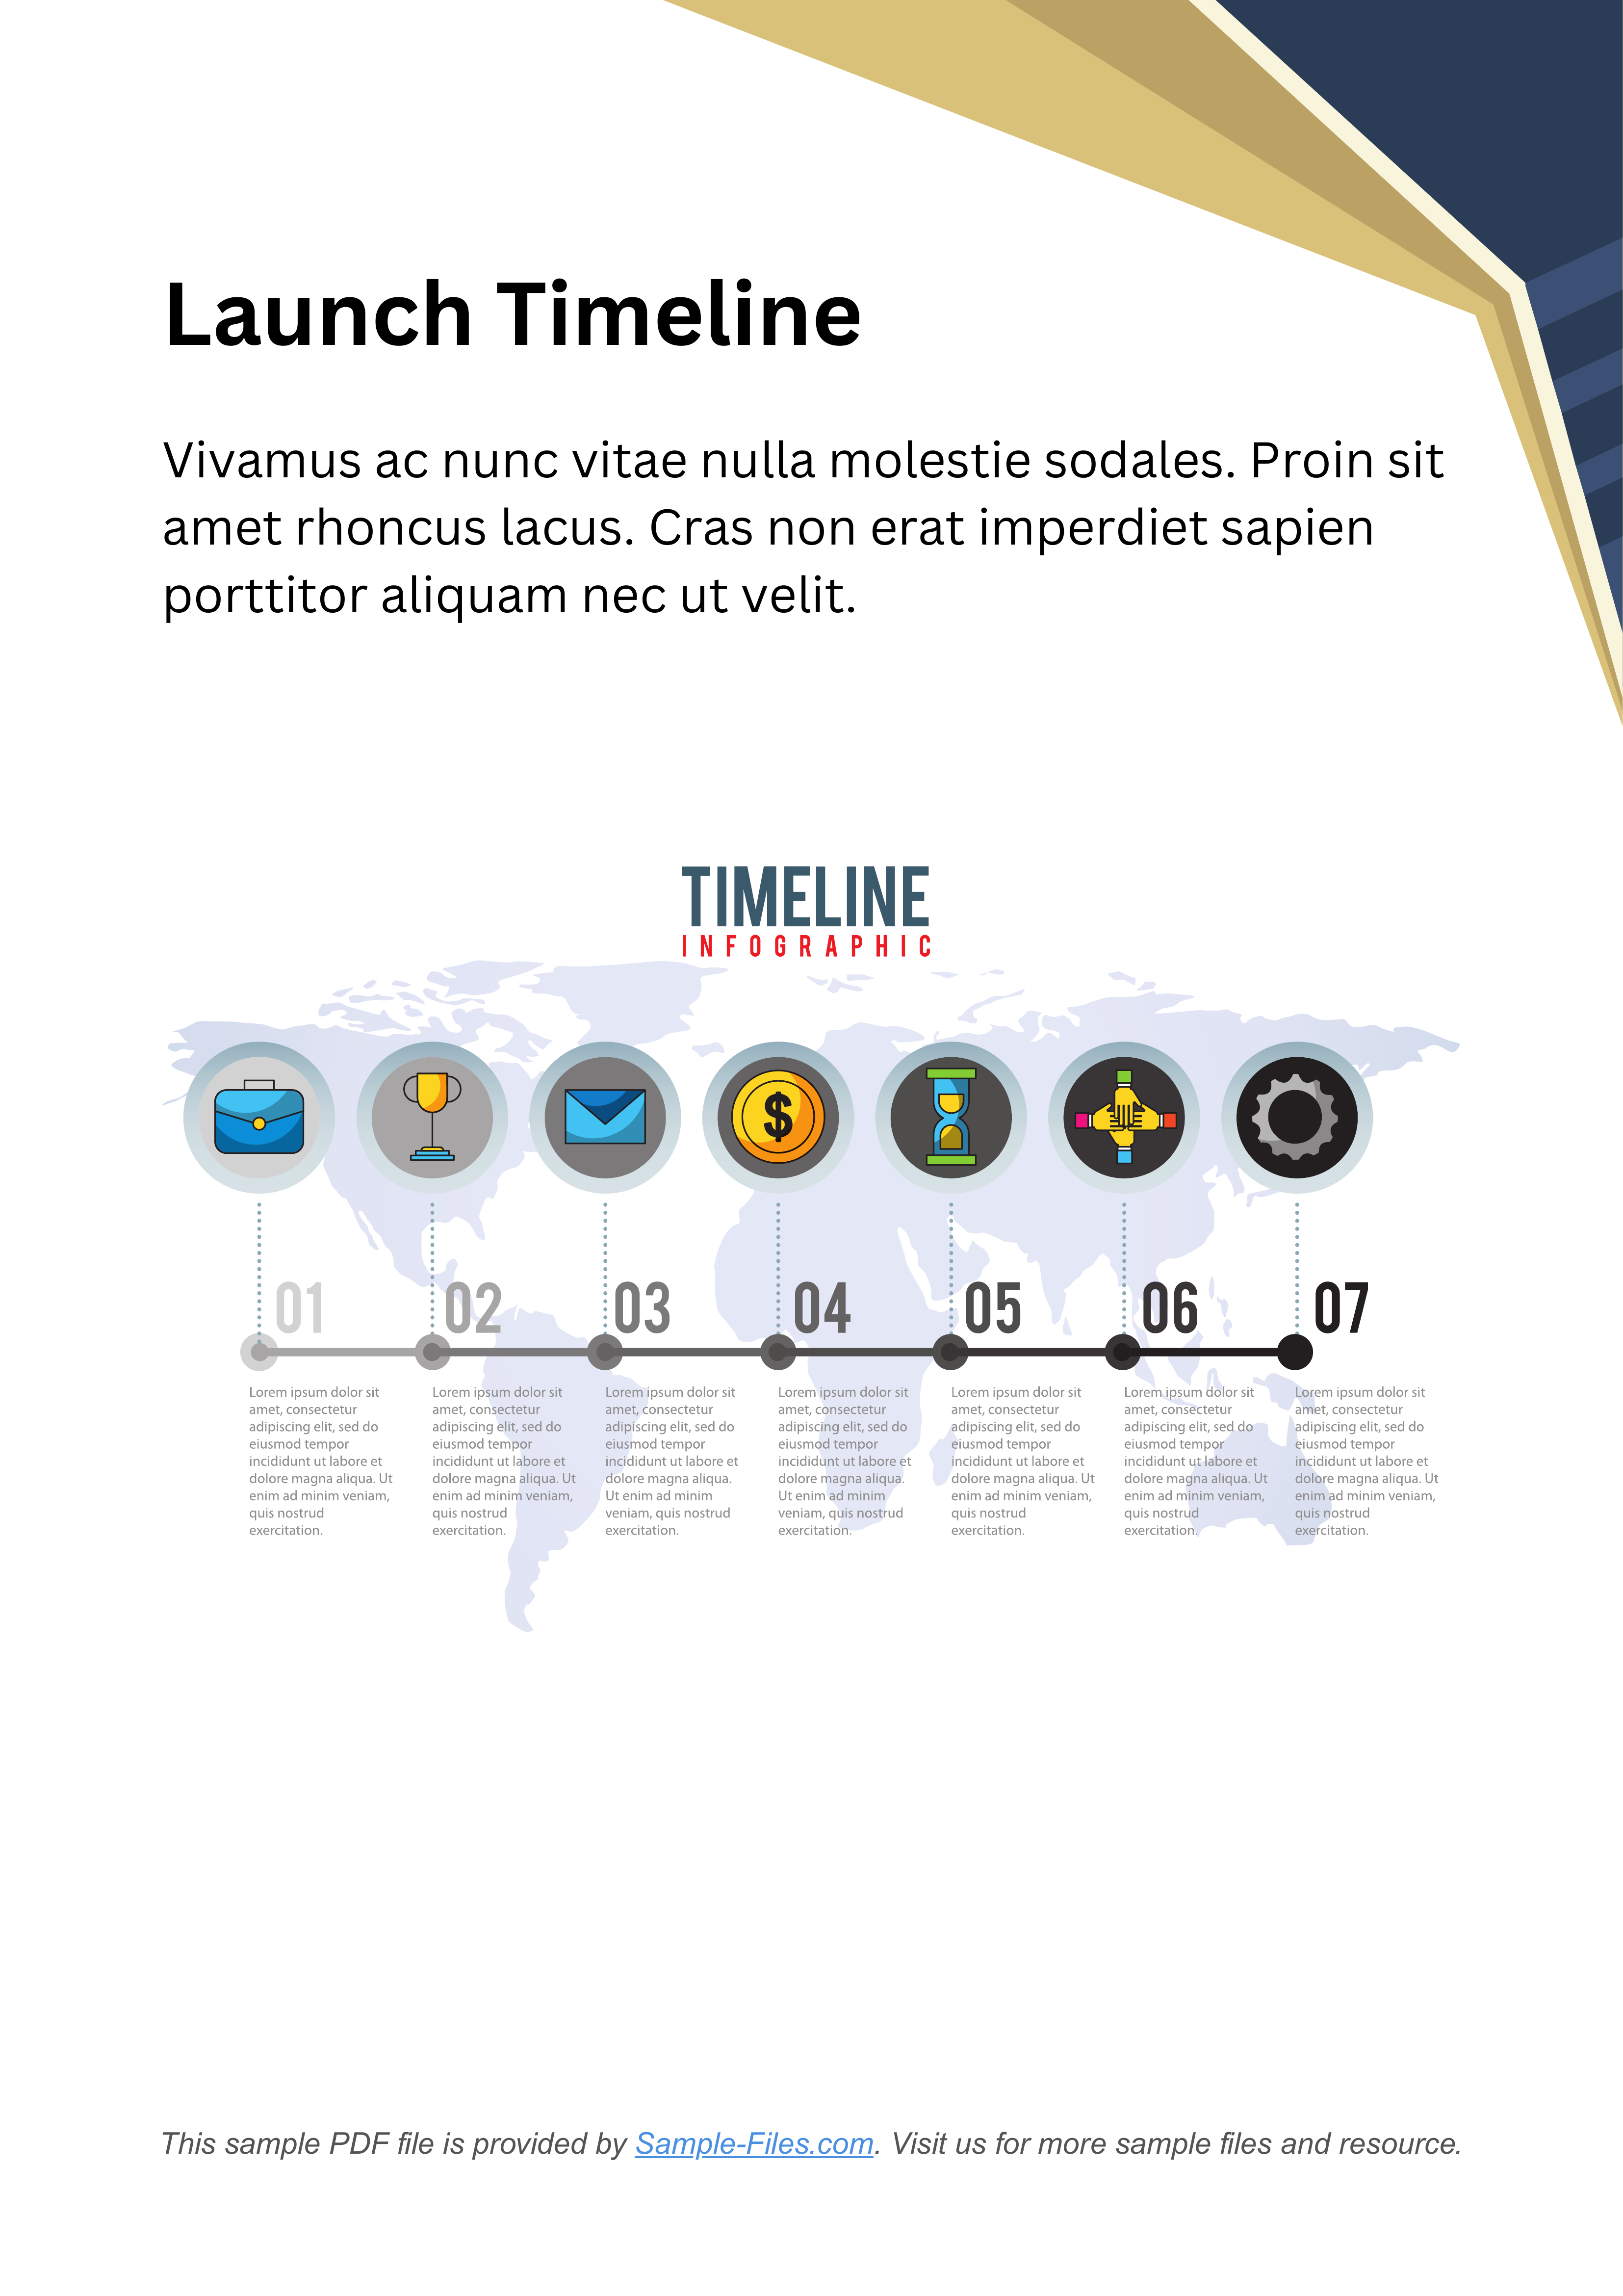 Launch Timeline
Vivamus ac nunc vitae nulla molestie sodales. Proin sit
amet rhoncus lacus. Cras non erat imperdiet sapien
porttitor aliquam nec ut velit.
TIMELINE
INFOGRAPHIC
01
02
03
04
05
06
07
Lorem ipsum dolor sit
amet, consectetur
adipiscing elit, sed do
eiusmod tempor
incididunt ut labore et
dolore magna aliqua. Ut
enim ad minim veniam,
quis nostrud
exercitation.
Lorem ipsum dolor sit
amet, consectetur
adipiscing elit, sed do
eiusmod tempor
incididunt ut labore et
dolore magna aliqua. Ut
enim ad minim veniam,
quis nostrud
exercitation.
Lorem ipsum dolor sit
amet, consectetur
adipiscing elit, sed do
eiusmod tempor
incididunt ut labore et
dolore magna aliqua.
Ut enim ad minim
veniam, quis nostrud
exercitation.
Lorem ipsum dolor sit
amet, consectetur
adipiscing elit, sed do
eiusmod tempor
incididunt ut labore et
dolore magna aliqua.
Ut enim ad minim
veniam, quis nostrud
exercitation.
Lorem ipsum dolor sit
amet, consectetur
adipiscing elit, sed do
eiusmod tempor
incididunt ut labore et
dolore magna aliqua. Ut
enim ad minim veniam,
quis nostrud
exercitation.
Lorem ipsum dolor sit
amet, consectetur
adipiscing elit, sed do
eiusmod tempor
incididunt ut labore et
dolore magna aliqua. Ut
enim ad minim veniam,
quis nostrud
exercitation.
Lorem ipsum dolor sit
amet, consectetur
adipiscing elit, sed do
eiusmod tempor
incididunt ut labore et
dolore magna aliqua. Ut
enim ad minim veniam,
quis nostrud
exercitation.
This sample PDF file is provided by Sample-Files.com. Visit us for more sample files and resource.